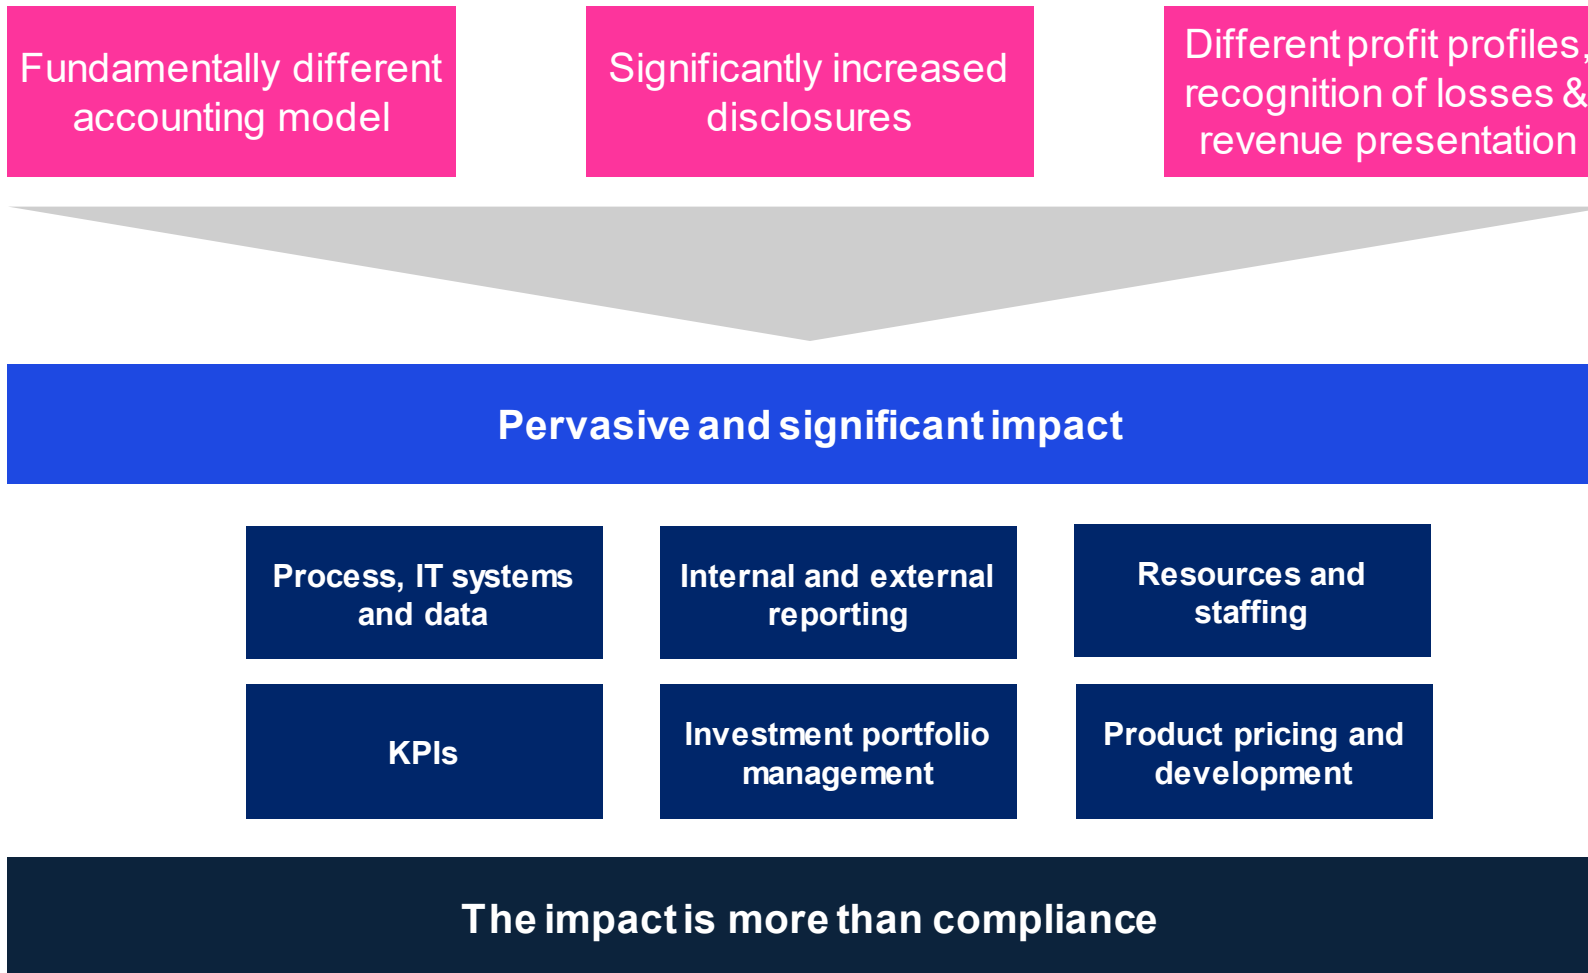 Fundamentally different
accounting model
Significantly increased
disclosures
Different profit profiles,
recognition of losses &
revenue presentation
Pervasive and significant impact
Process, IT systems
and data
Internal and external
reporting
Resources and
staffing
KPIs
Investment portfolio
management
Product pricing and
development
The impact is more than compliance